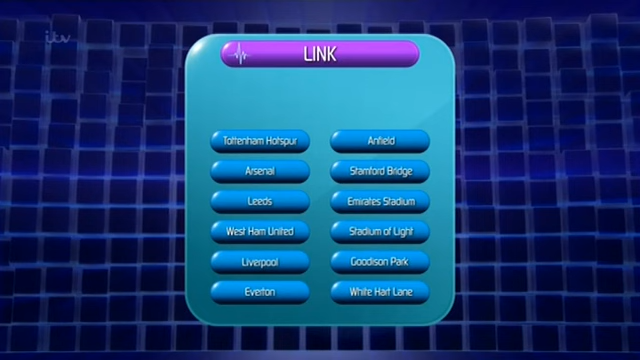 itv
LINK
Tottenham Hotspur
Anfield
Arsenal
Stamford Bridge
Leeds
Emirates Stadium
West Ham United
Stadium of Light
Liverpool
Goodison Park
Everton
White Hart Lane